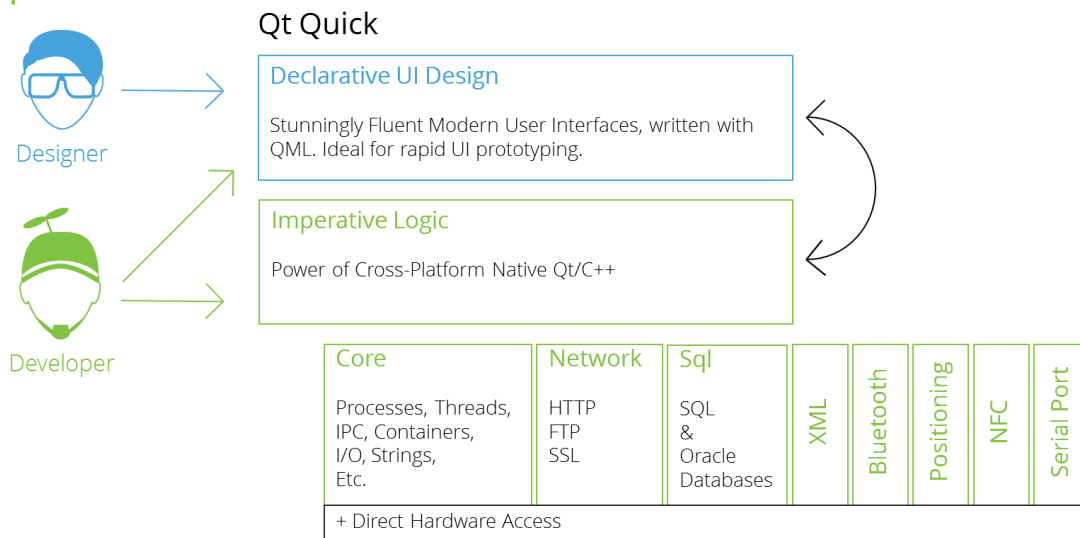 Qt Quick
Declarative UI Design
Stunningly Fluent Modern User Interfaces, written with
QML. Ideal for rapid UI prototyping.
Designer
Imperative Logic
Power of Cross-Platform Native Qt/C++
Developer
Core
Processes, Threads,
IPC, Containers,
I/O, Strings,
Etc.
Network
HTTP
FTP
SSL
Sql
SQL
&
Oracle
Databases
XML
Bluetooth
Positioning
NFC
Serial Port
+ Direct Hardware Access